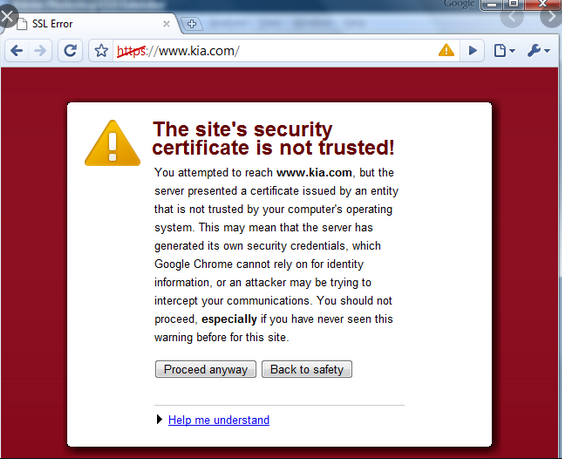 Google
SSL Error
https://www.kia.com/
The site's security
certificate is not trusted!
You attempted to reach www.kia.com, but the
server presented a certificate issued by an entity
that is not trusted by your computer's operating
system. This may mean that the server has
generated its own security credentials, which
Google Chrome cannot rely on for identity
information, or an attacker may be trying to
intercept your communications. You should not
proceed, especially if you have never seen this
warning before for this site.
Proceed anyway Back to safety
Help me understand